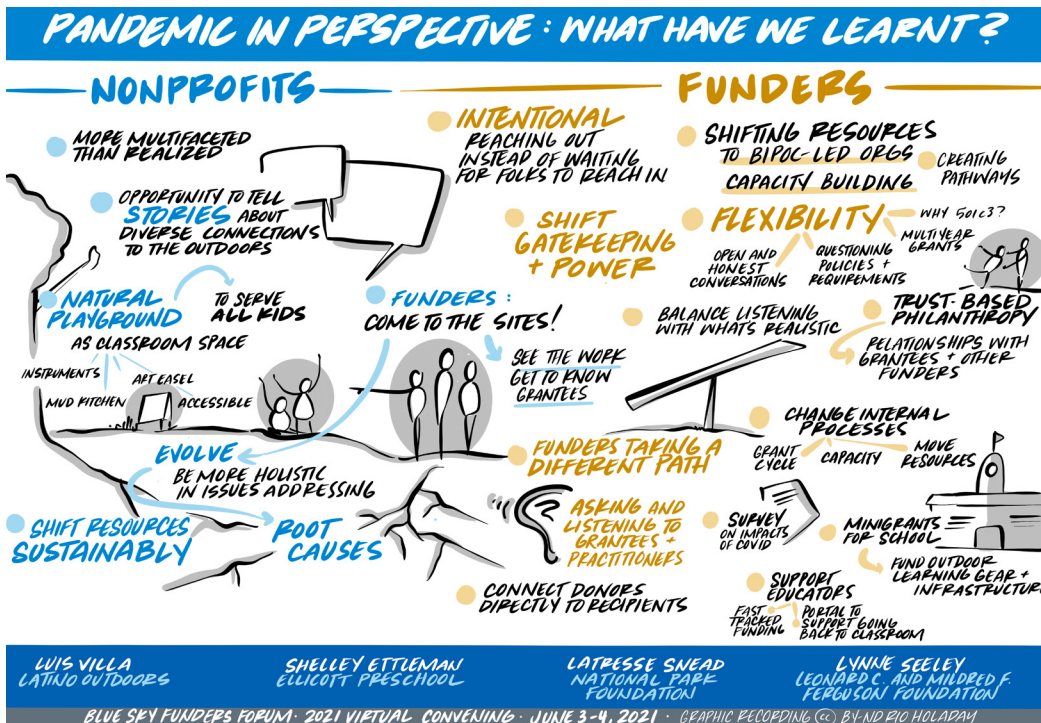 PANDEMIC IN PERSPECTIVE: WHAT HAVE WE LEARNT?
NONPROFITS
MORE MULTIFACETED
THAN REALIZED
OPPORTUNITY TO TELL
STORIES ABOUT
DIVERSE CONNECTIONS
TO THE OUTDOORS
NATURAL
PLAYGROUND
TO SERVE
ALL KIDS
AS CLASSROOM SPACE
INSTRUMENTS
MUD KITCHEN
ART EASEL
ACCESSIBLE
FUNDERS:
COME TO THE SITES!
SEE THE WORK
GET TO KNOW
GRANTEES
EVOLVE
BE MORE HOLISTIC
IN ISSUES ADDRESSING
SHIFT RESOURCES
SUSTAINABLY
ROOT
CAUSES
FUNDERS
INTENTIONAL
REACHING OUT
INSTEAD OF WAITING
FOR FOLKS TO REACH IN
SHIFT
GATEKEEPING
+ POWER
SHIFTING RESOURCES
TO BIPOC-LED ORGS
CAPACITY BUILDING
CREATING
PATHWAYS
FLEXIBILITY
WHY 501c3?
MULTIYEAR
GRANTS
OPEN AND
HONEST
CONVERSATIONS
QUESTIONING
POLICIES +
REQUIREMENTS
BALANCE LISTENING
WITH WHATS REALISTIC
TRUST-BASED
PHILANTHROPY
RELATIONSHIPS WITH
GRANTEES + OTHER
FUNDERS
CHANGE INTERNAL
PROCESSES
GRANT
CYCLE
CAPACITY
MOVE
RESOURCES
FUNDERS TAKING A
DIFFERENT PATH
ASKING AND
LISTENING TO
GRANTEES +
PRACTITIONERS
CONNECT DONORS
DIRECTLY TO RECIPIENTS
SURVEY
ON IMPACTS
OF COVID
MINIGRANTS
FOR SCHOOL
FUND OUTDOOR
LEARNING GEAR +
INFRASTRUCTURE
SUPPORT
EDUCATORS
FAST
TRACKED
FUNDING
PORTAL TO
SUPPORT GOING
BACK TO CLASSROOM
LUIS VILLA
LATINO OUTDOORS
SHELLEY ETTLEMAN
ELLICOTT PRESCHOOL
LATRESSE SNEAD
NATIONAL PARK
FOUNDATION
LYNNE SEELEY
LEONARD C. AND MILDRED F.
FERGUSON FOUNDATION
BLUE SKY FUNDERS FORUM · 2021 VIRTUAL CONVENING · JUNE 3-4, 2021 · GRAPHIC RECORDING (CC) BY-ND RIO HOLADAY